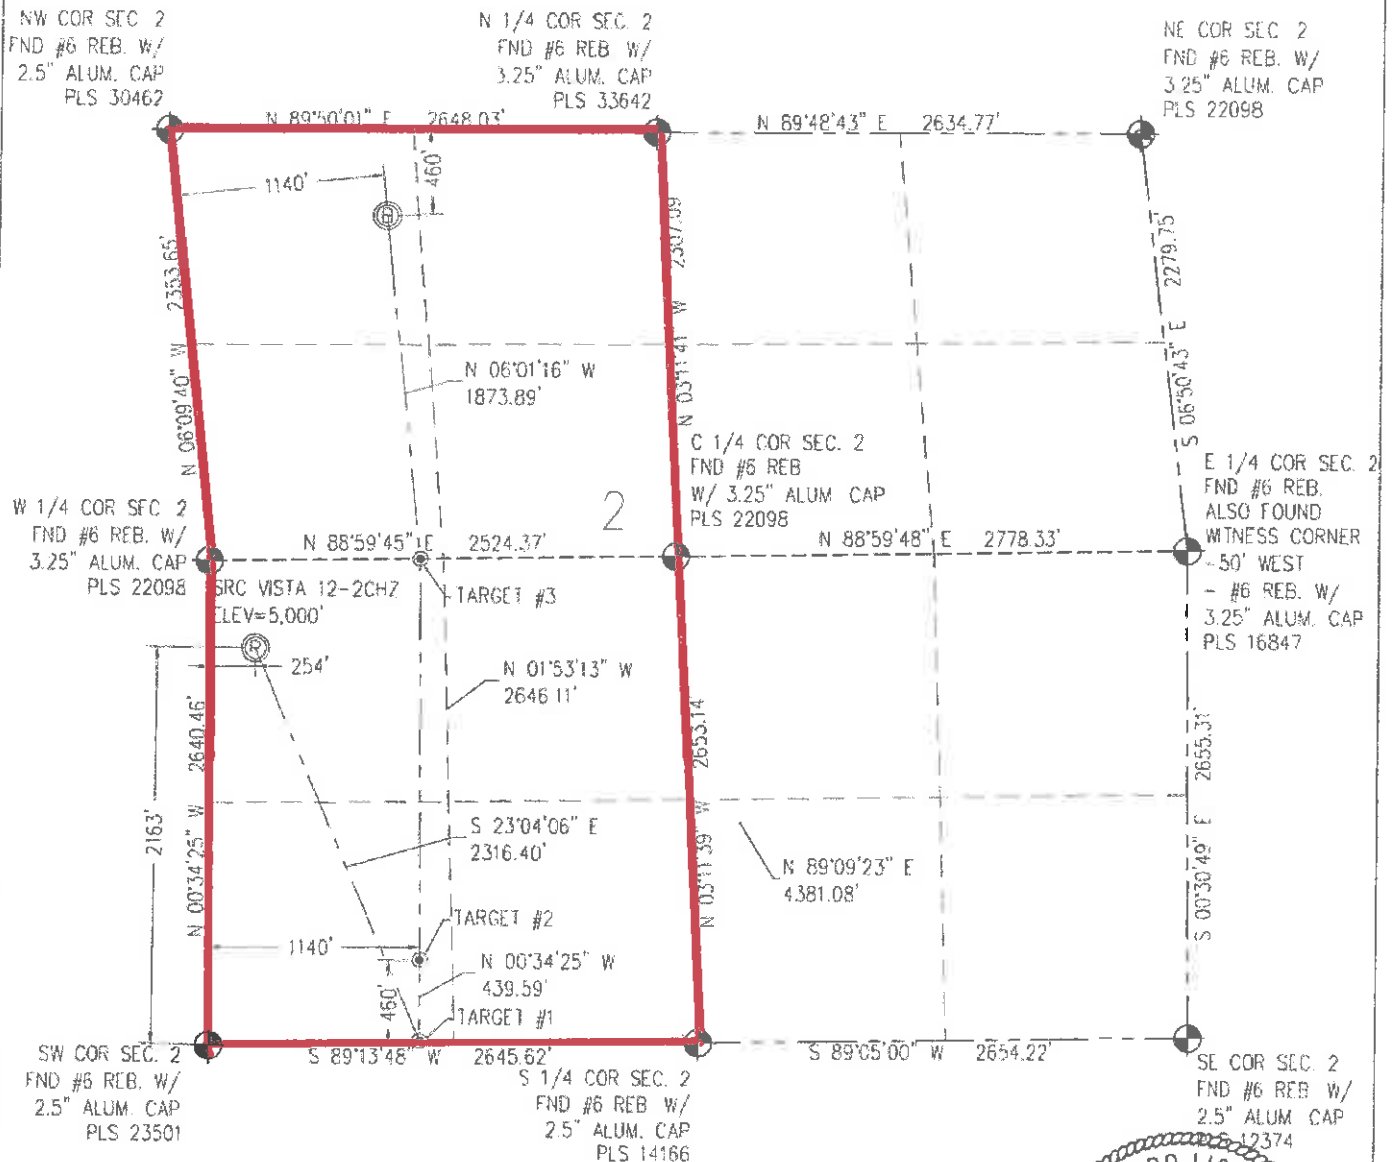 NW COR SEC 2
FND #6 REB. W/
2.5" ALUM. CAP
PLS 30462
N 1/4 COR SEC. 2
FND #6 REB W/
3.25" ALUM. CAP
PLS 33642
NE COR SEC 2
FND #6 REB. W/
3.25" ALUM. CAP
PLS 22098
N 89°50'01" E 2648.03'
N 89°48'43" E 2634.77'
1140'
460'
2353.65'
N 06°09'40" W
2307.09
N 03°11'41" W
2279.75'
S 06°50'43" E
N 06°01'16" W
1873.89'
C 1/4 COR SEC. 2
FND #6 REB
W/ 3.25" ALUM CAP
PLS 22098
2
E 1/4 COR SEC. 2
FND #6 REB.
ALSO FOUND
WITNESS CORNER
-50' WEST
- #6 REB. W/
3.25" ALUM. CAP
PLS 16847
W 1/4 COR SEC 2
FND #6 REB. W/
3.25" ALUM. CAP
PLS 22098
N 88°59'45" E 2524.37'
N 88°59'48" E 2778.33'
SRC VISTA 12-2CHZ
ELEV=5,000'
TARGET #3
R
254'
N 01°53'13" W
2646.11'
2640.46'
N 00°34'25" W
2163'
2653.14
N 03°11'39" W
2655.31'
S 00°30'49" E
S 23°04'06" E
2316.40'
N 89°09'23" E
4381.08'
TARGET #2
1140'
460'
N 00°34'25" W
439.59'
TARGET #1
S 89°13'48" W 2645.62'
S 89°05'00" W 2654.22'
SW COR SEC. 2
FND #6 REB. W/
2.5" ALUM. CAP
PLS 23501
S 1/4 COR SEC. 2
FND #6 REB W/
2.5" ALUM. CAP
PLS 14166
SE COR SEC. 2
FND #6 REB W/
2.5" ALUM CAP
12374